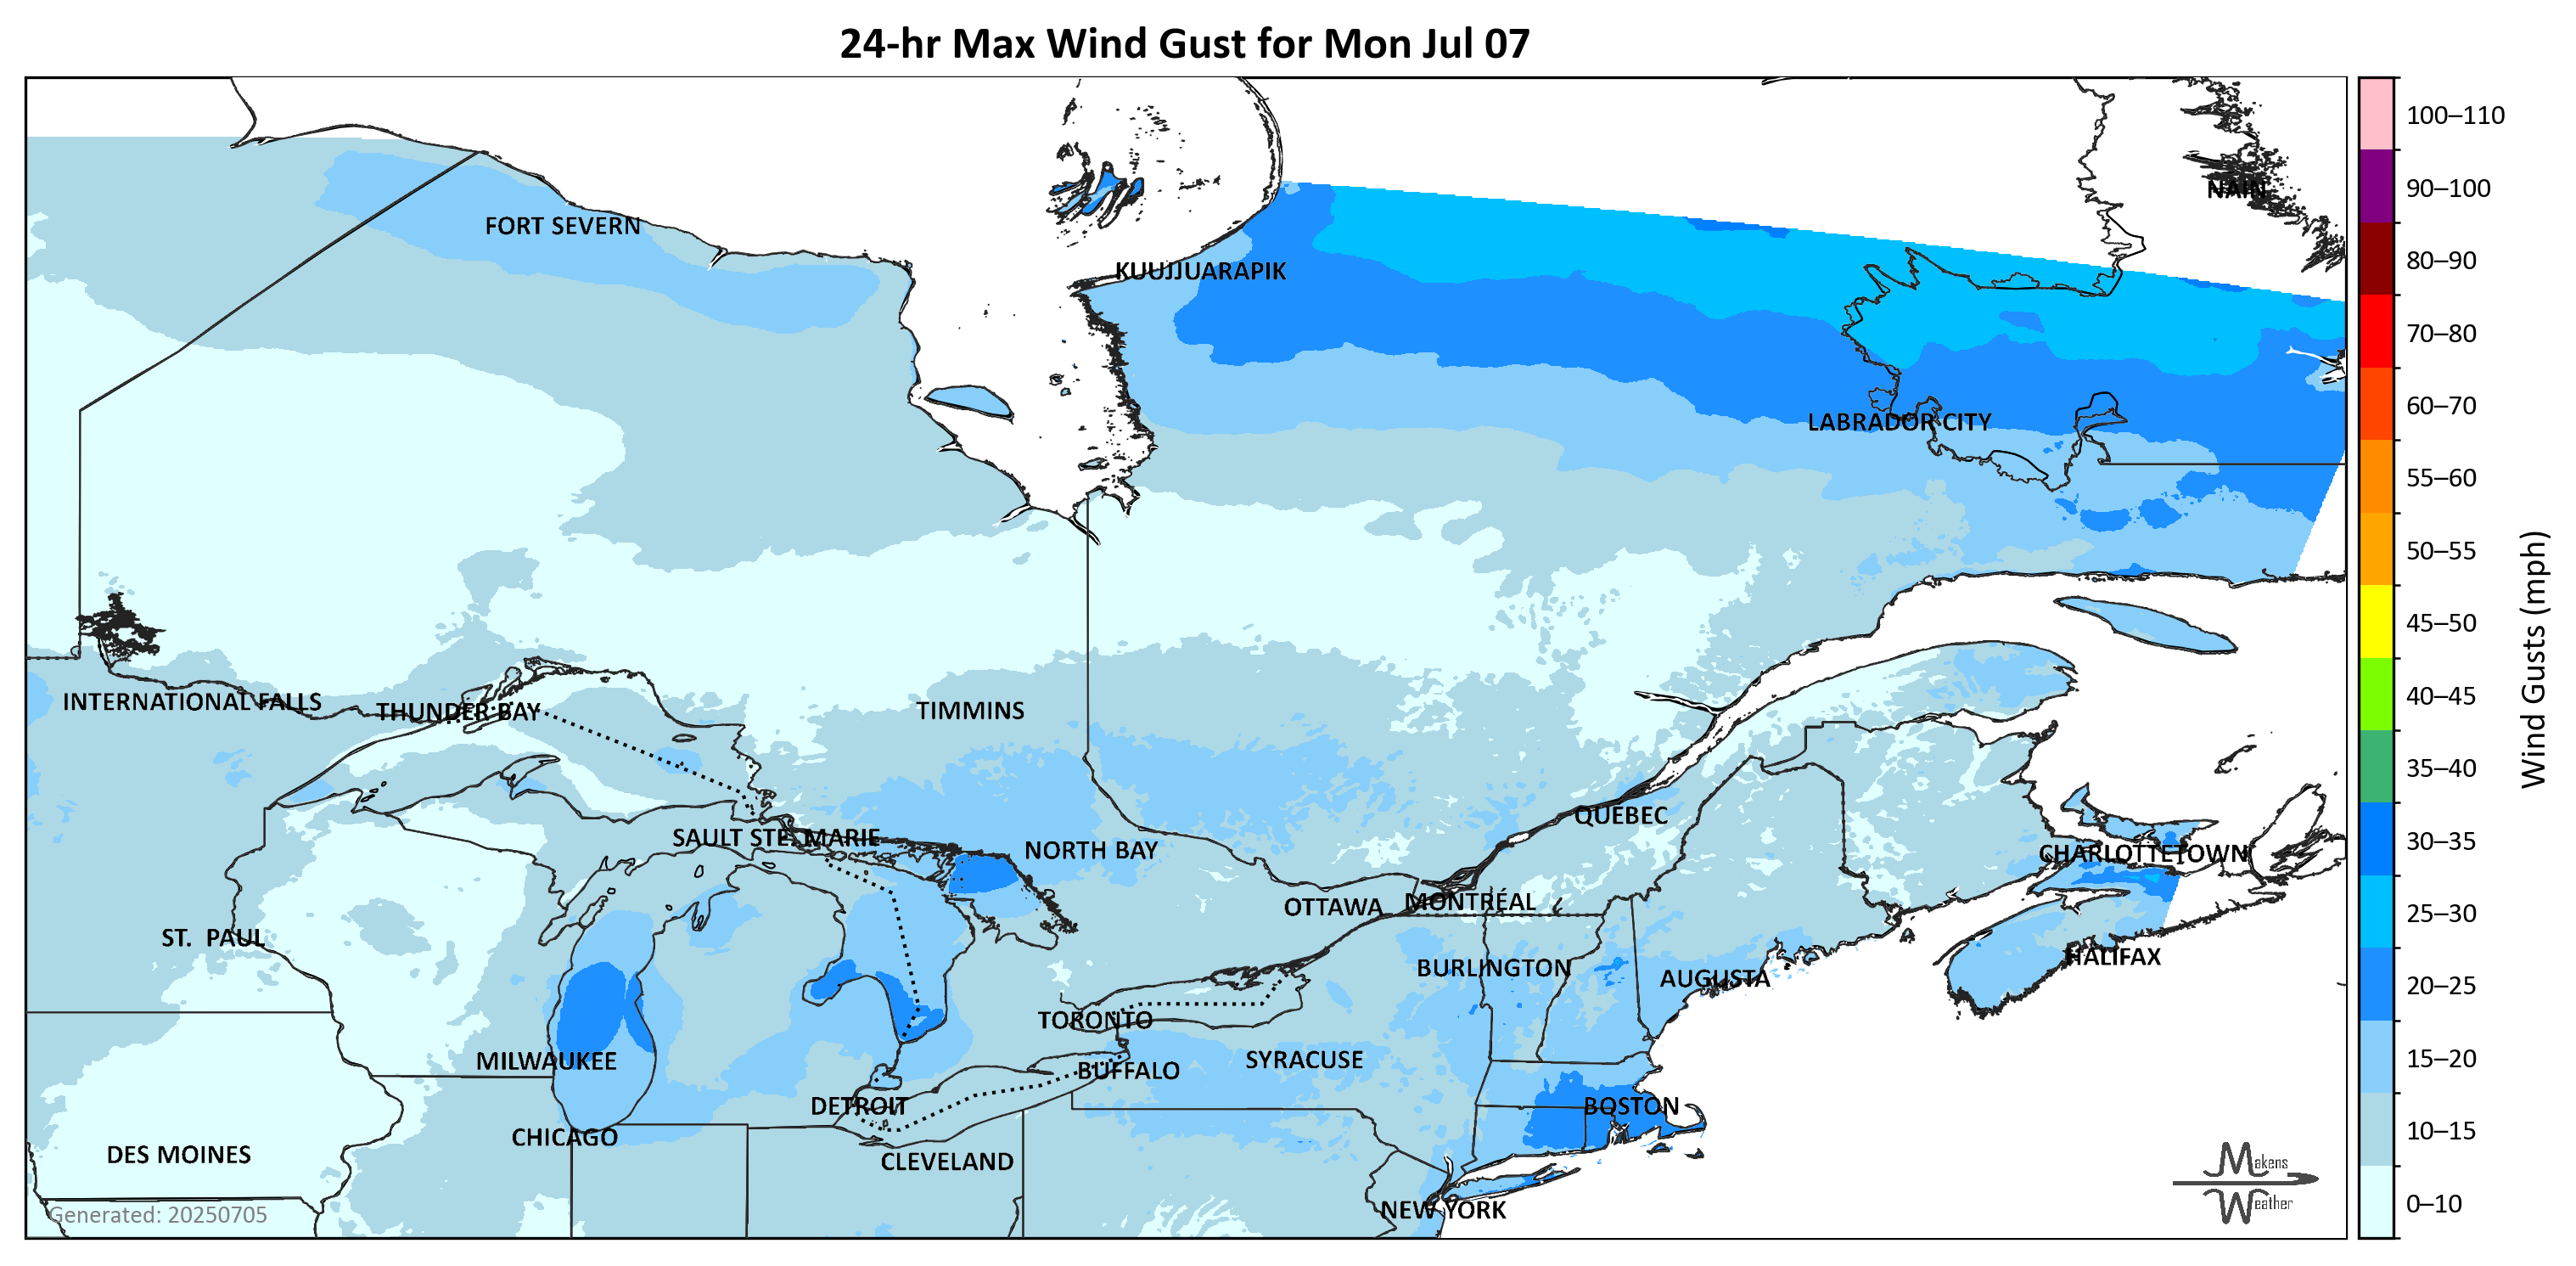 24-hr Max Wind Gust for Mon Jul 07
NAIN
FORT SEVERN
KUUJJUARAPIK
LABRADOR CITY
INTERNATIONAL FALLS
THUNDER BAY
TIMMINS
QUÉBEC
SAULT STE. MARIE
NORTH BAY
CHARLOTTETOWN
OTTAWA
MONTRÉAL
ST. PAUL
HALIFAX
BURLINGTON
AUGUSTA
TORONTO
MILWAUKEE
SYRACUSE
BUFFALO
DETROIT
BOSTON
CHICAGO
DES MOINES
CLEVELAND
NEW YORK
Generated: 20250705
Makens
Weather
100–110
90–100
80–90
70–80
60–70
55–60
50–55
45–50
40–45
35–40
30–35
25–30
20–25
15–20
10–15
0–10
Wind Gusts (mph)